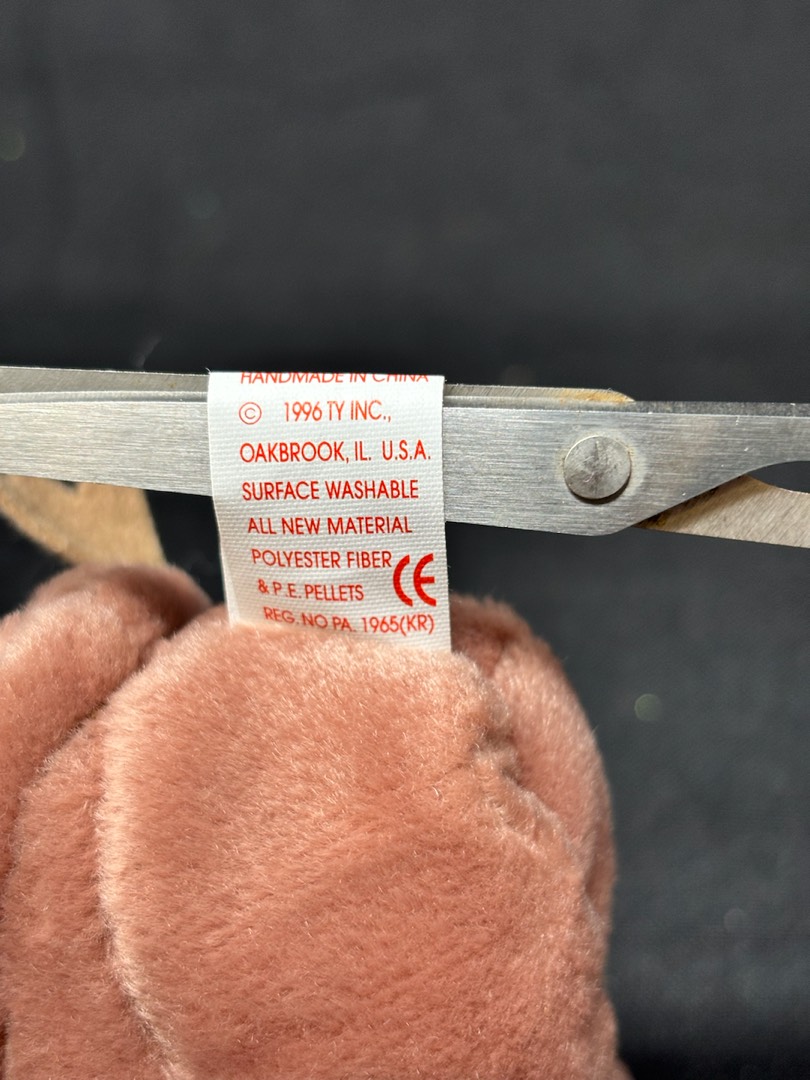 HANDMADE IN CHINA
© 1996 TY INC.,
OAKBROOK, IL. U.S.A.
SURFACE WASHABLE
ALL NEW MATERIAL
POLYESTER FIBER
& P.E. PELLETS CE
REG. NO PA. 1965(KR)